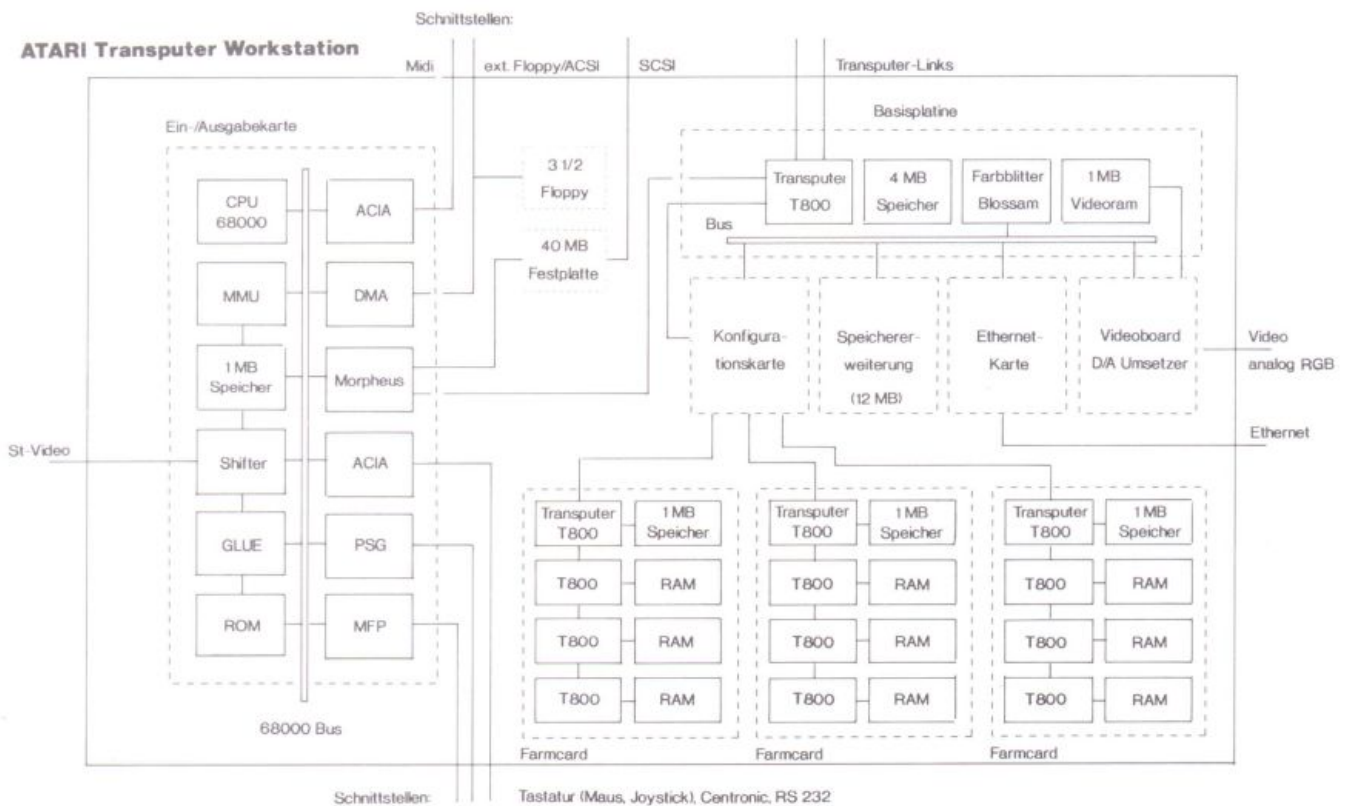 Schnittstellen:
ATARI Transputer Workstation
Midi
ext. Floppy/ACSI
SCSI
Transputer-Links
Ein-/Ausgabekarte
Basisplatine
CPU
68000
ACIA
3 1/2
Floppy
Transputer
T800
4 MB
Speicher
Farbblitter
Blossam
1 MB
Videoram
Bus
MMU
DMA
40 MB
Festplatte
1 MB
Speicher
Morpheus
Konfigura-
tionskarte
Speicherer-
weiterung
(12 MB)
Ethernet-
Karte
Videoboard
D/A Umsetzer
Video
analog RGB
Ethernet
St-Video
Shifter
ACIA
GLUE
PSG
ROM
MFP
68000 Bus
Transputer
T800
1 MB
Speicher
T800
RAM
T800
RAM
T800
RAM
Farmcard
Transputer
T800
1 MB
Speicher
T800
RAM
T800
RAM
T800
RAM
Farmcard
Transputer
T800
1 MB
Speicher
T800
RAM
T800
RAM
T800
RAM
Farmcard
Schnittstellen:
Tastatur (Maus, Joystick), Centronic, RS 232